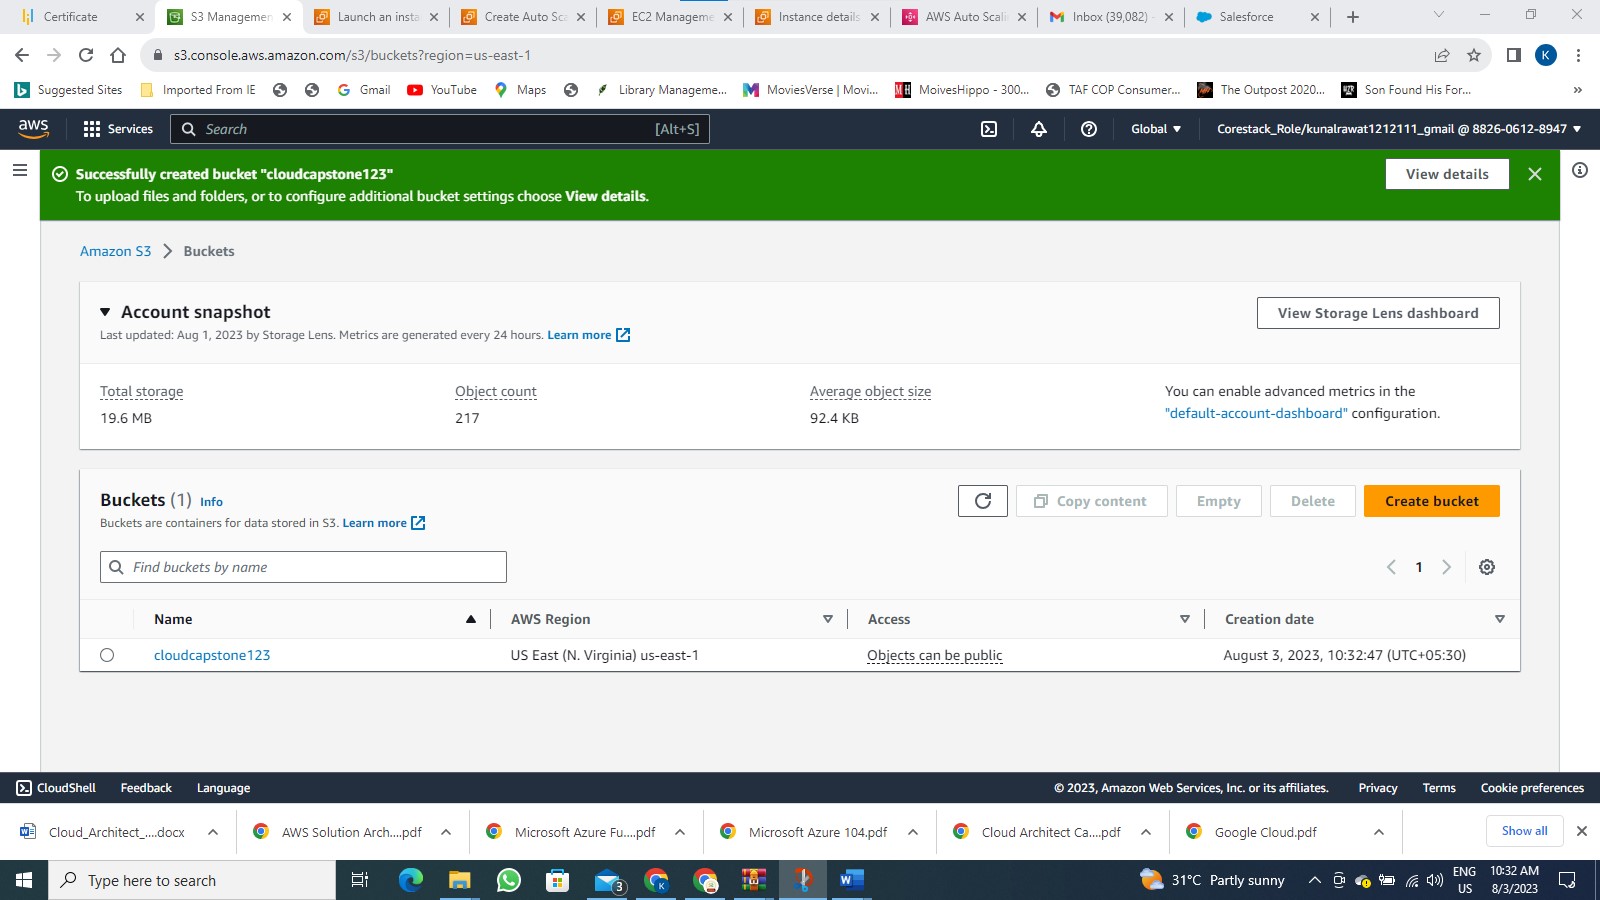 Certificate
S3 Managemen
Launch an insta
Create Auto Sca
EC2 Manageme
Instance details
AWS Auto Scali
Inbox (39,082) -
Salesforce
s3.console.aws.amazon.com/s3/buckets?region=us-east-1
K
Suggested Sites
Imported From IE
Gmail
YouTube
Maps
Library Manageme...
MoviesVerse | Movi...
MoivesHippo - 300...
TAF COP Consumer...
The Outpost 2020...
Son Found His For...
aws
Services
Search
[Alt+S]
Global
Corestack_Role/kunalrawat1212111_gmail @ 8826-0612-8947
Successfully created bucket "cloudcapstone123"
To upload files and folders, or to configure additional bucket settings choose View details.
View details
Amazon S3 > Buckets
Account snapshot
Last updated: Aug 1, 2023 by Storage Lens. Metrics are generated every 24 hours. Learn more
View Storage Lens dashboard
Total storage
19.6 MB
Object count
217
Average object size
92.4 KB
You can enable advanced metrics in the
"default-account-dashboard" configuration.
Buckets (1) Info
Buckets are containers for data stored in S3. Learn more
Copy content
Empty
Delete
Create bucket
Find buckets by name
1
Name
AWS Region
Access
Creation date
cloudcapstone123
US East (N. Virginia) us-east-1
Objects can be public
August 3, 2023, 10:32:47 (UTC+05:30)
CloudShell
Feedback
Language
© 2023, Amazon Web Services, Inc. or its affiliates.
Privacy
Terms
Cookie preferences
Cloud_Architect_....docx
AWS Solution Arch....pdf
Microsoft Azure Fu....pdf
Microsoft Azure 104.pdf
Cloud Architect Ca....pdf
Google Cloud.pdf
Show all
Type here to search
3
K
31°C Partly sunny
ENG
US
10:32 AM
8/3/2023